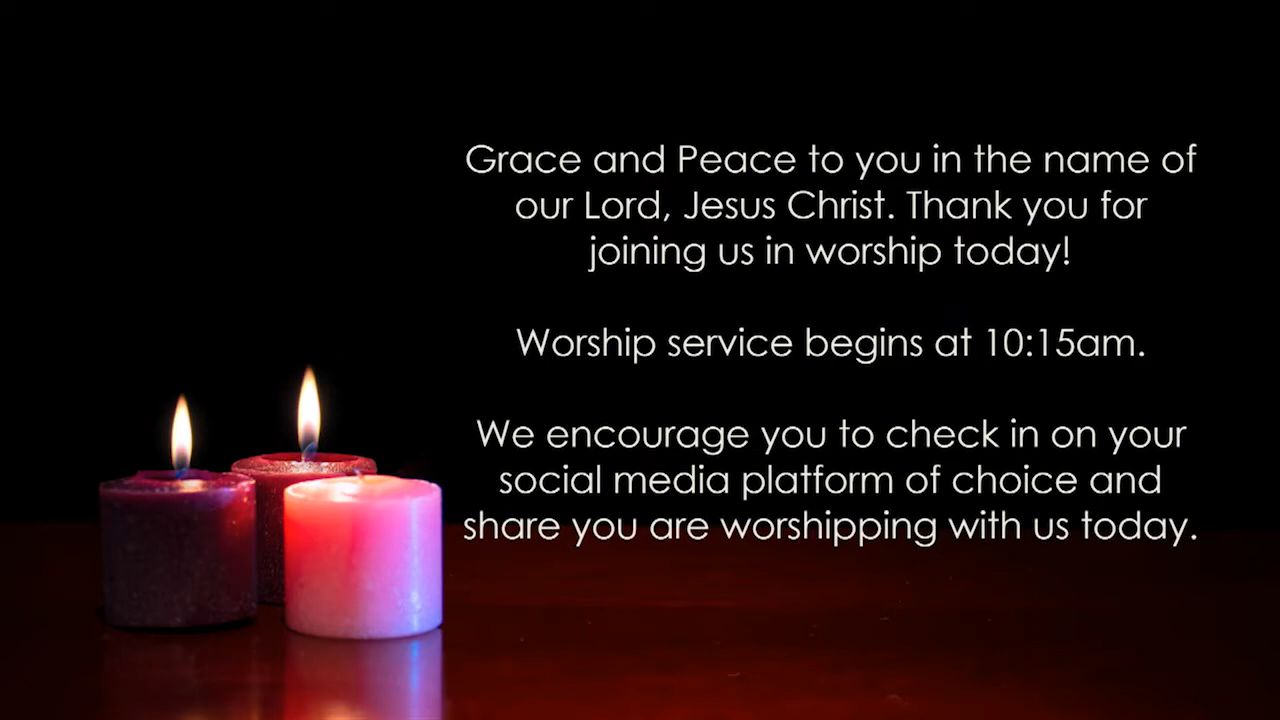 Grace and Peace to you in the name of
our Lord, Jesus Christ. Thank you for
joining us in worship today!
Worship service begins at 10:15am.
We encourage you to check in on your
social media platform of choice and
share you are worshipping with us today.